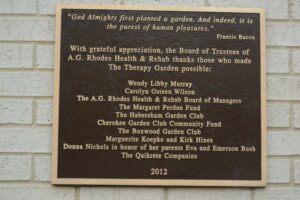 "God Almighty first planted a garden. And indeed, it is
the purest of human pleasures."
Francis Bacon
With grateful appreciation, the Board of Trustees of
A.G. Rhodes Health & Rehab thanks those who made
The Therapy Garden possible:
Wendy Libby Murray
Carolyn Osteen Wilson
The A.G. Rhodes Health & Rehab Board of Managers
The Margaret Perdue Fund
The Habersham Garden Club
Cherokee Garden Club Community Fund
The Boxwood Garden Club
Marguerite Koepke and Kirk Hines
Donna Nichols in honor of her parents Eva and Emerson Bush
The Quikrete Companies
2012